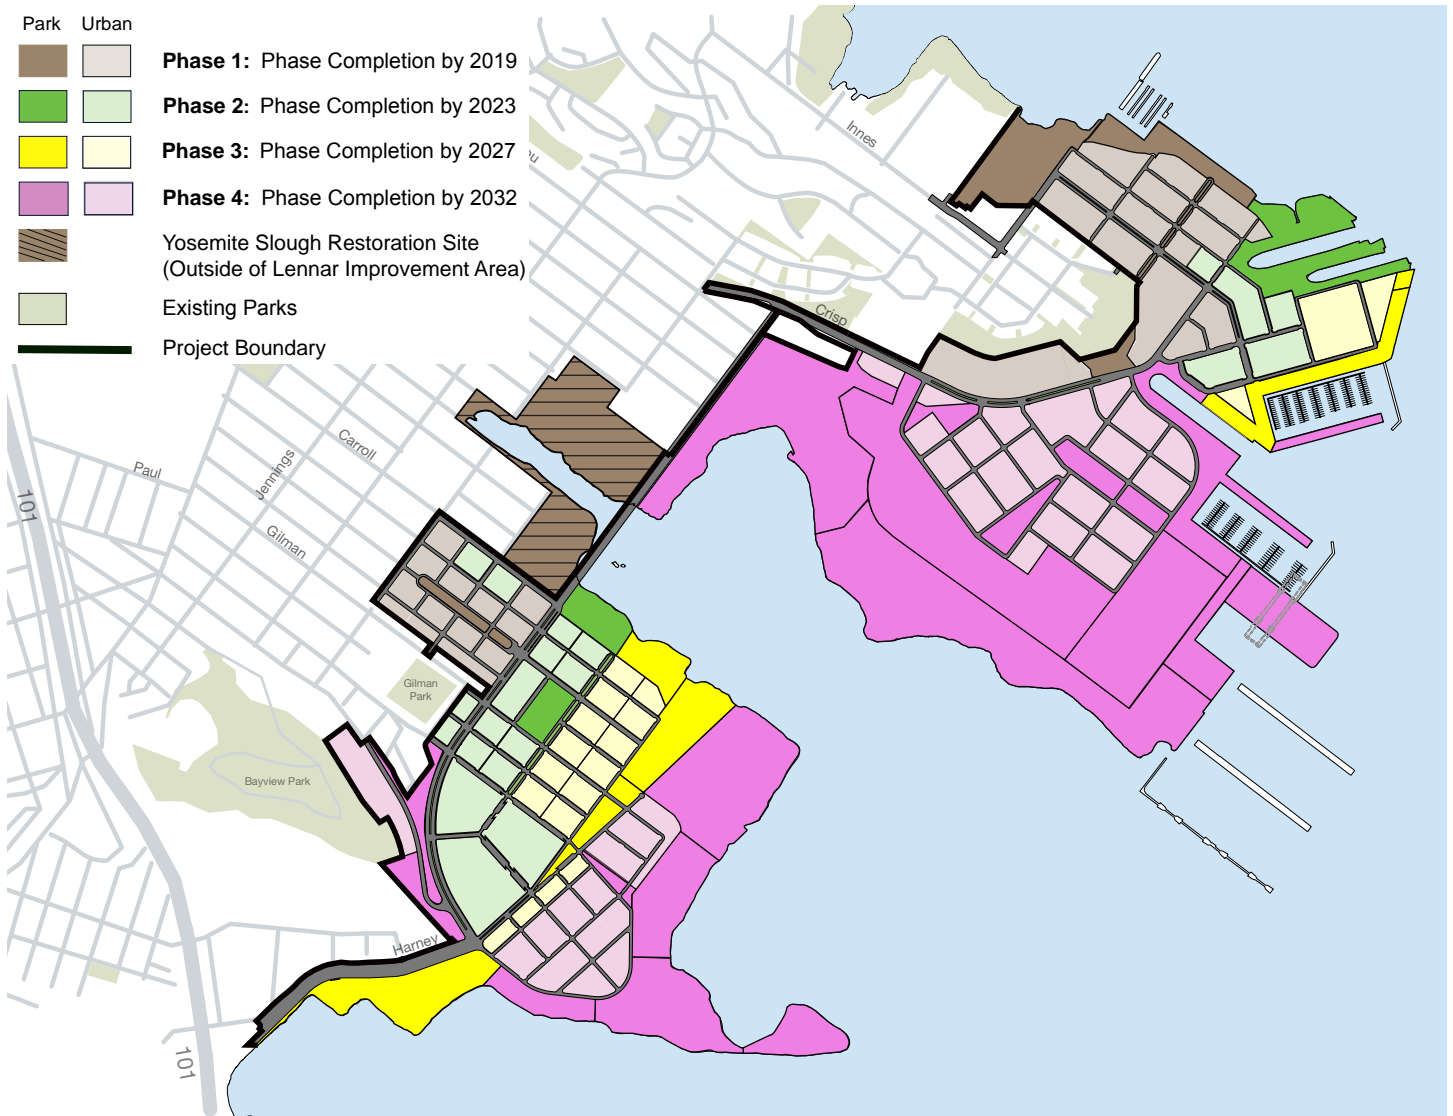 Park Urban
Phase 1: Phase Completion by 2019
Phase 2: Phase Completion by 2023
Phase 3: Phase Completion by 2027
Phase 4: Phase Completion by 2032
Yosemite Slough Restoration Site
(Outside of Lennar Improvement Area)
Existing Parks
Project Boundary
Innes
Crisp
Carroll
Jennings
Paul
Gilman
101
Gilman
Park
Bayview Park
Harney
101